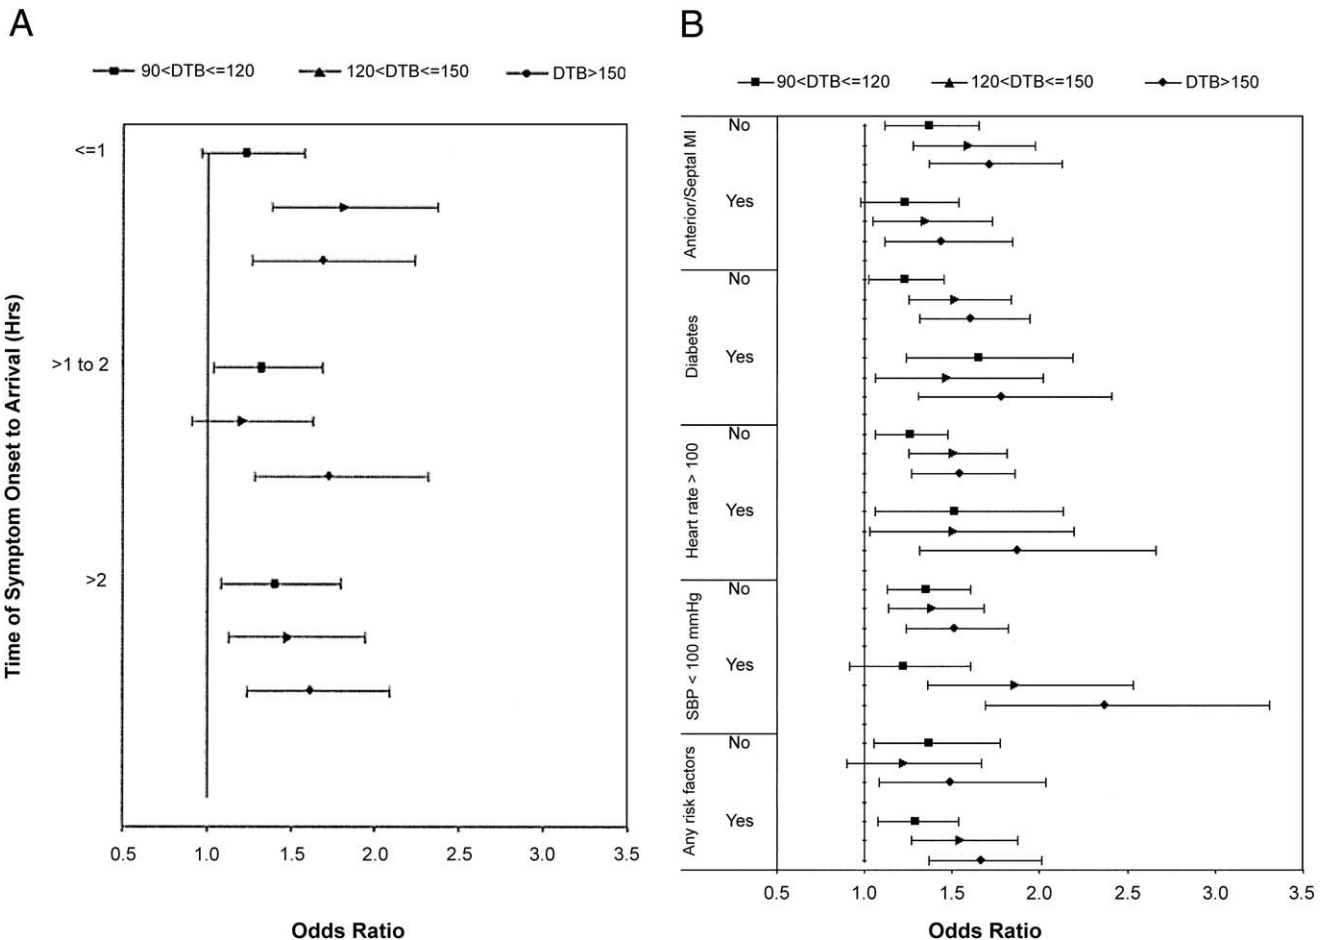 A
90<DTB<=120 120<DTB<=150 DTB>150
Time of Symptom Onset to Arrival (Hrs)
<=1
>1 to 2
>2
0.5 1.0 1.5 2.0 2.5 3.0 3.5
Odds Ratio
B
90<DTB<=120 120<DTB<=150 DTB>150
Anterior/Septal MI
No
Yes
Diabetes
No
Yes
Heart rate > 100
No
Yes
SBP < 100 mmHg
No
Yes
Any risk factors
No
Yes
0.5 1.0 1.5 2.0 2.5 3.0 3.5
Odds Ratio